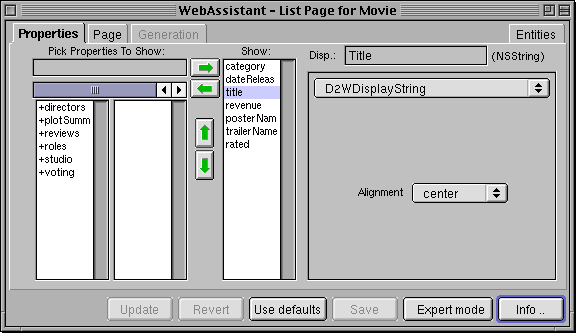 WebAssistant – List Page for Movie
Properties
Page
Generation
Entities
Pick Properties To Show:
Show:
Disp.:
Title
(NSString)
+directors
+plotSumm
+reviews
+roles
+studio
+voting
category
dateReleas
title
revenue
posterNam
trailerName
rated
D2WDisplayString
Alignment
center
Update
Revert
Use defaults
Save
Expert mode
Info ..